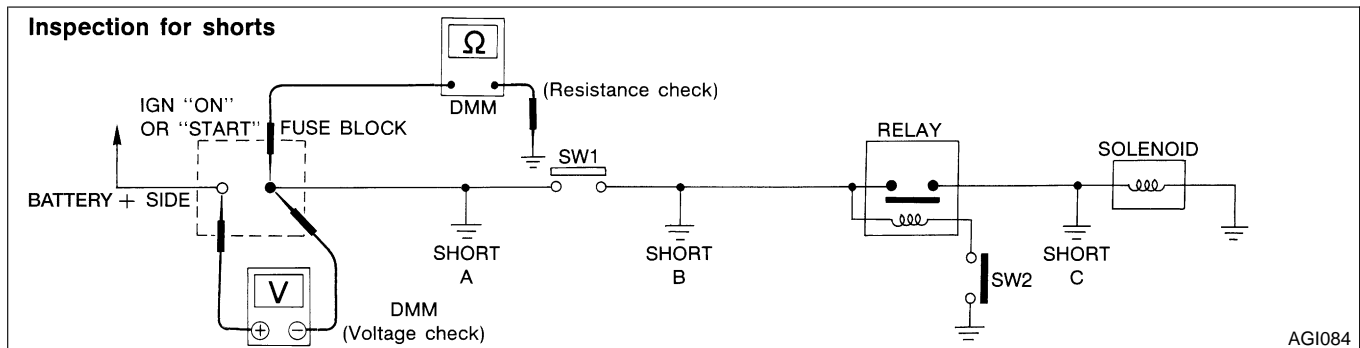 Inspection for shorts
Ω
DMM
(Resistance check)
IGN "ON"
OR "START"
FUSE BLOCK
BATTERY + SIDE
SW1
RELAY
SOLENOID
SHORT
A
SHORT
B
SHORT
C
SW2
V
+ −
DMM
(Voltage check)
AGI084